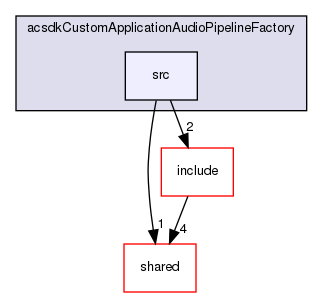 acsdkCustomApplicationAudioPipelineFactory
src
2
include
1
4
shared